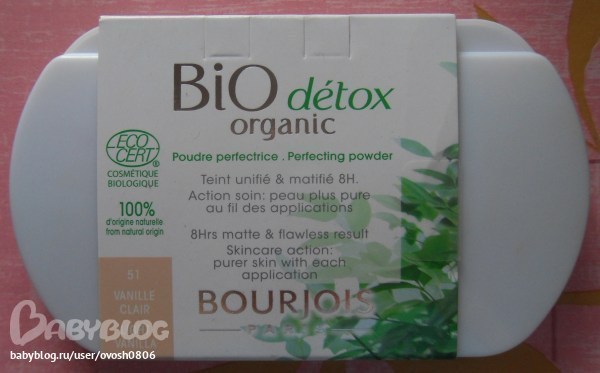 BiO détox
organic
ECO
CERT®
COSMÉTIQUE
BIOLOGIQUE
100%
d'origine naturelle
from natural origin
Poudre perfectrice . Perfecting powder
Teint unifié & matifié 8H.
Action soin: peau plus pure
au fil des applications
8Hrs matte & flawless result
Skincare action:
purer skin with each
application
51
VANILLE
CLAIR
VANILLA
BOURJOIS
PARIS
BABYBLOG
babyblog.ru/user/ovosh0806